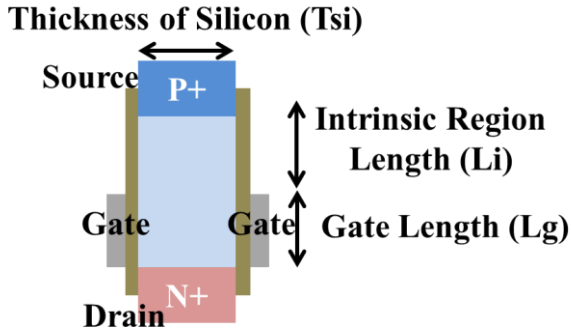 Thickness of Silicon (Tsi)
Source
P+
Intrinsic Region
Length (Li)
Gate
Gate
Gate Length (Lg)
N+
Drain